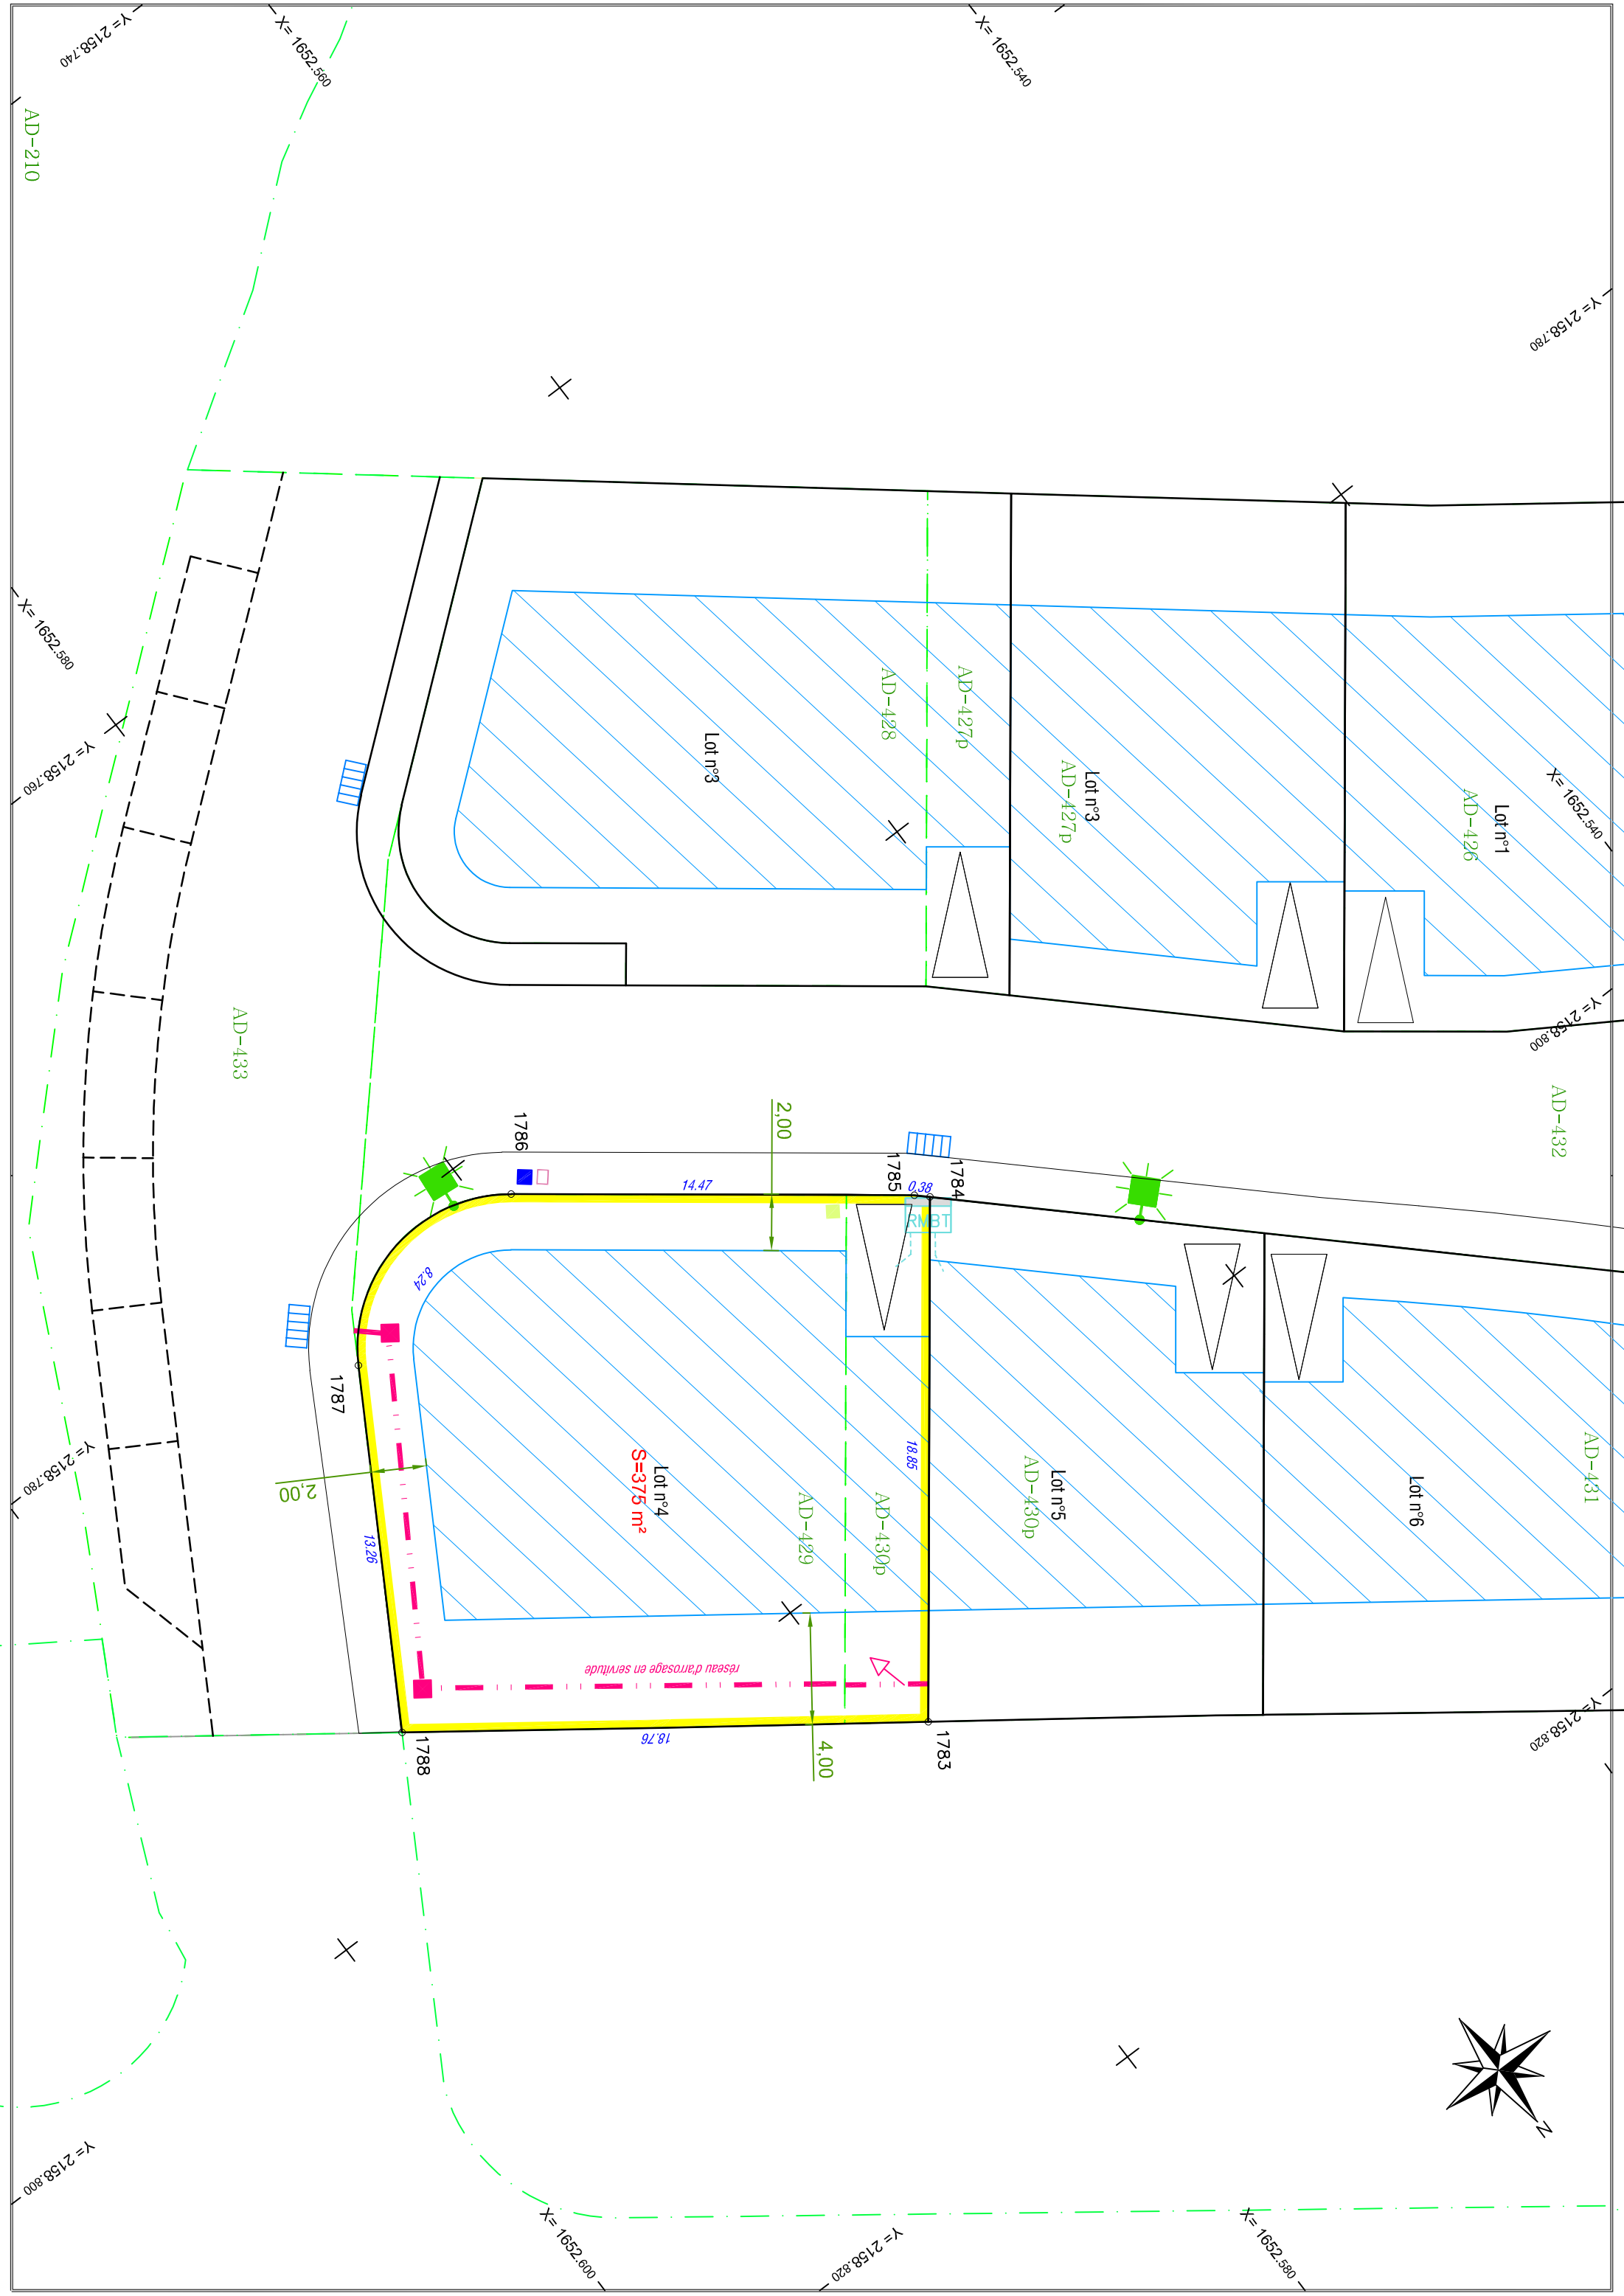 Y= 2158.740
X= 1652.560
X= 1652.540
AD-210
Y= 2158.780
X= 1652.580
Y= 2158.760
AD-428
AD-427p
Lot n°3
Lot n°3
AD-427p
Lot n°1
AD-426
X= 1652.540
Y= 2158.800
AD-433
AD-432
1786
2,00
1785
1784
14.47
0,38
RMBT
8.24
1787
2,00
18.85
Lot n°4
S=375 m²
AD-429
AD-430p
Lot n°5
AD-430p
Lot n°6
AD-431
Y= 2158.780
13.26
réseau d'arrosage en servitude
18.76
1788
4,00
1783
Y= 2158.820
N
Y= 2158.800
X= 1652.600
Y= 2158.820
X= 1652.580